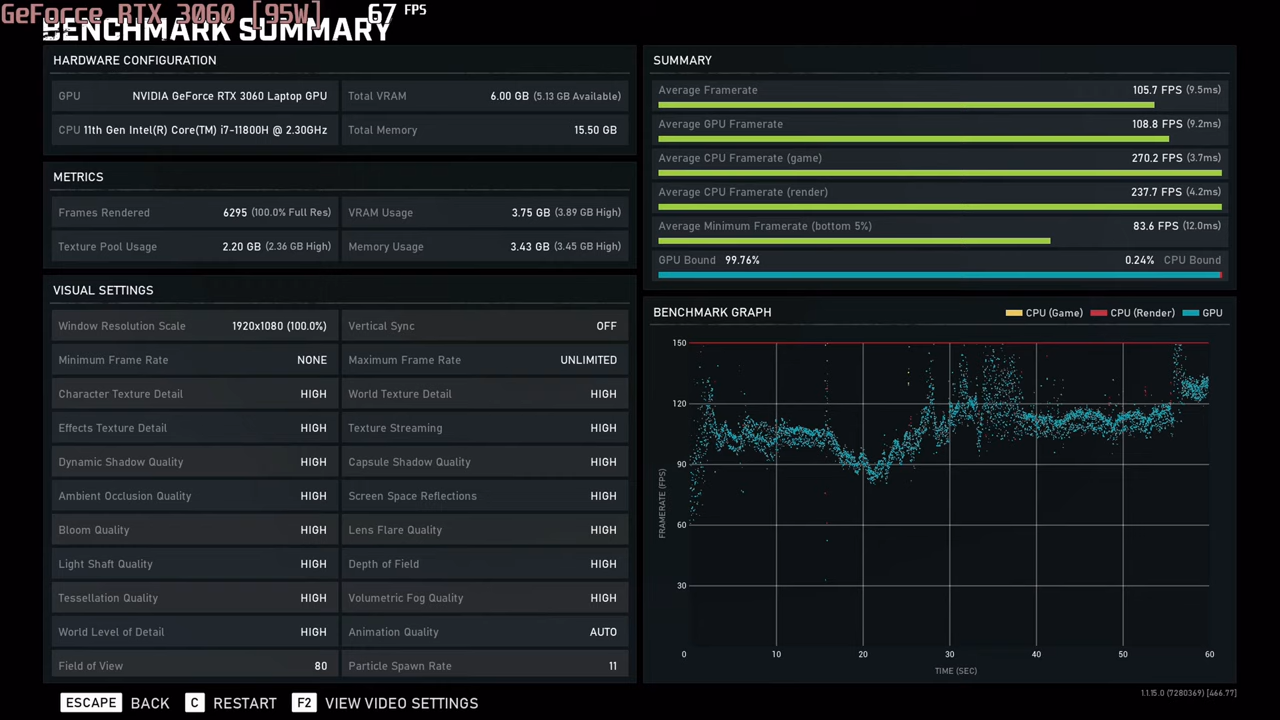 GeForce RTX 3060 [95W] 67 FPS
BENCHMARK SUMMARY
HARDWARE CONFIGURATION
GPU NVIDIA GeForce RTX 3060 Laptop GPU Total VRAM 6.00 GB (5.13 GB Available)
CPU 11th Gen Intel(R) Core(TM) i7-11800H @ 2.30GHz Total Memory 15.50 GB
METRICS
Frames Rendered 6295 (100.0% Full Res) VRAM Usage 3.75 GB (3.89 GB High)
Texture Pool Usage 2.20 GB (2.36 GB High) Memory Usage 3.43 GB (3.45 GB High)
VISUAL SETTINGS
Window Resolution Scale 1920x1080 (100.0%) Vertical Sync OFF
Minimum Frame Rate NONE Maximum Frame Rate UNLIMITED
Character Texture Detail HIGH World Texture Detail HIGH
Effects Texture Detail HIGH Texture Streaming HIGH
Dynamic Shadow Quality HIGH Capsule Shadow Quality HIGH
Ambient Occlusion Quality HIGH Screen Space Reflections HIGH
Bloom Quality HIGH Lens Flare Quality HIGH
Light Shaft Quality HIGH Depth of Field HIGH
Tessellation Quality HIGH Volumetric Fog Quality HIGH
World Level of Detail HIGH Animation Quality AUTO
Field of View 80 Particle Spawn Rate 11
SUMMARY
Average Framerate 105.7 FPS (9.5ms)
Average GPU Framerate 108.8 FPS (9.2ms)
Average CPU Framerate (game) 270.2 FPS (3.7ms)
Average CPU Framerate (render) 237.7 FPS (4.2ms)
Average Minimum Framerate (bottom 5%) 83.6 FPS (12.0ms)
GPU Bound 99.76% 0.24% CPU Bound
BENCHMARK GRAPH CPU (Game) CPU (Render) GPU
150
120
90
60
30
FRAMERATE (FPS)
0 10 20 30 40 50 60
TIME (SEC)
ESCAPE BACK C RESTART F2 VIEW VIDEO SETTINGS
1.1.15.0 (7280369) [466.77]